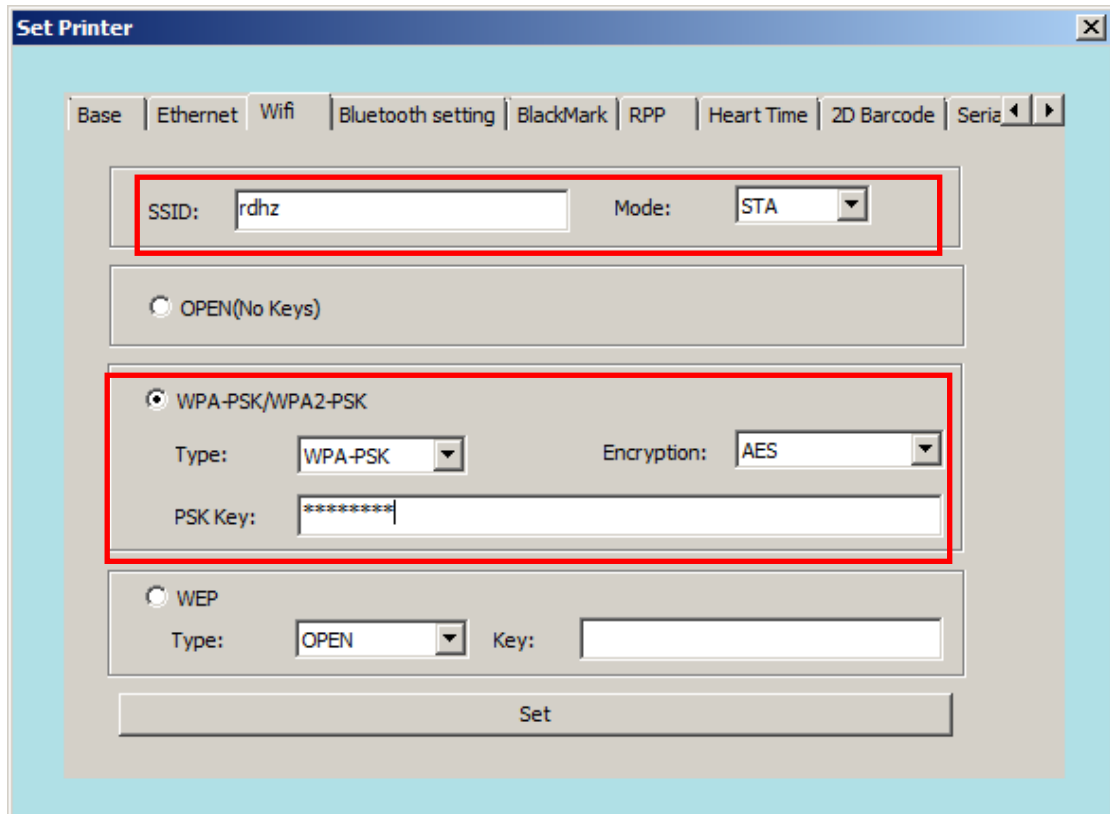 Set Printer
Base Ethernet Wifi Bluetooth setting BlackMark RPP Heart Time 2D Barcode Seria
SSID: rdhz Mode: STA
OPEN(No Keys)
WPA-PSK/WPA2-PSK
Type: WPA-PSK Encryption: AES
PSK Key: ********
WEP
Type: OPEN Key:
Set